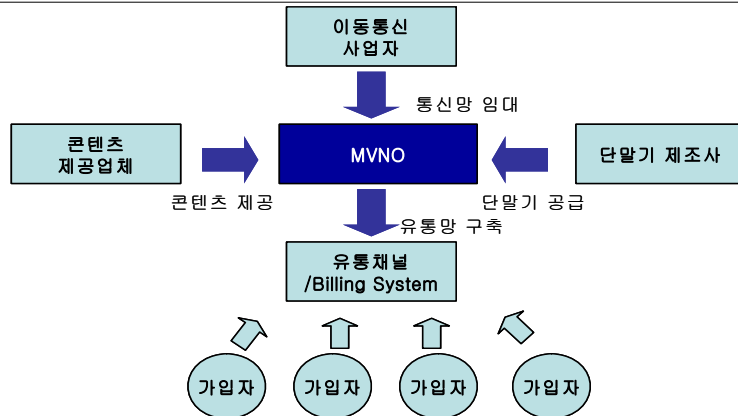 이동통신
사업자
통신망 임대
콘텐츠
제공업체
MVNO
단말기 제조사
콘텐츠 제공
단말기 공급
유통망 구축
유통채널
/Billing System
가입자
가입자
가입자
가입자